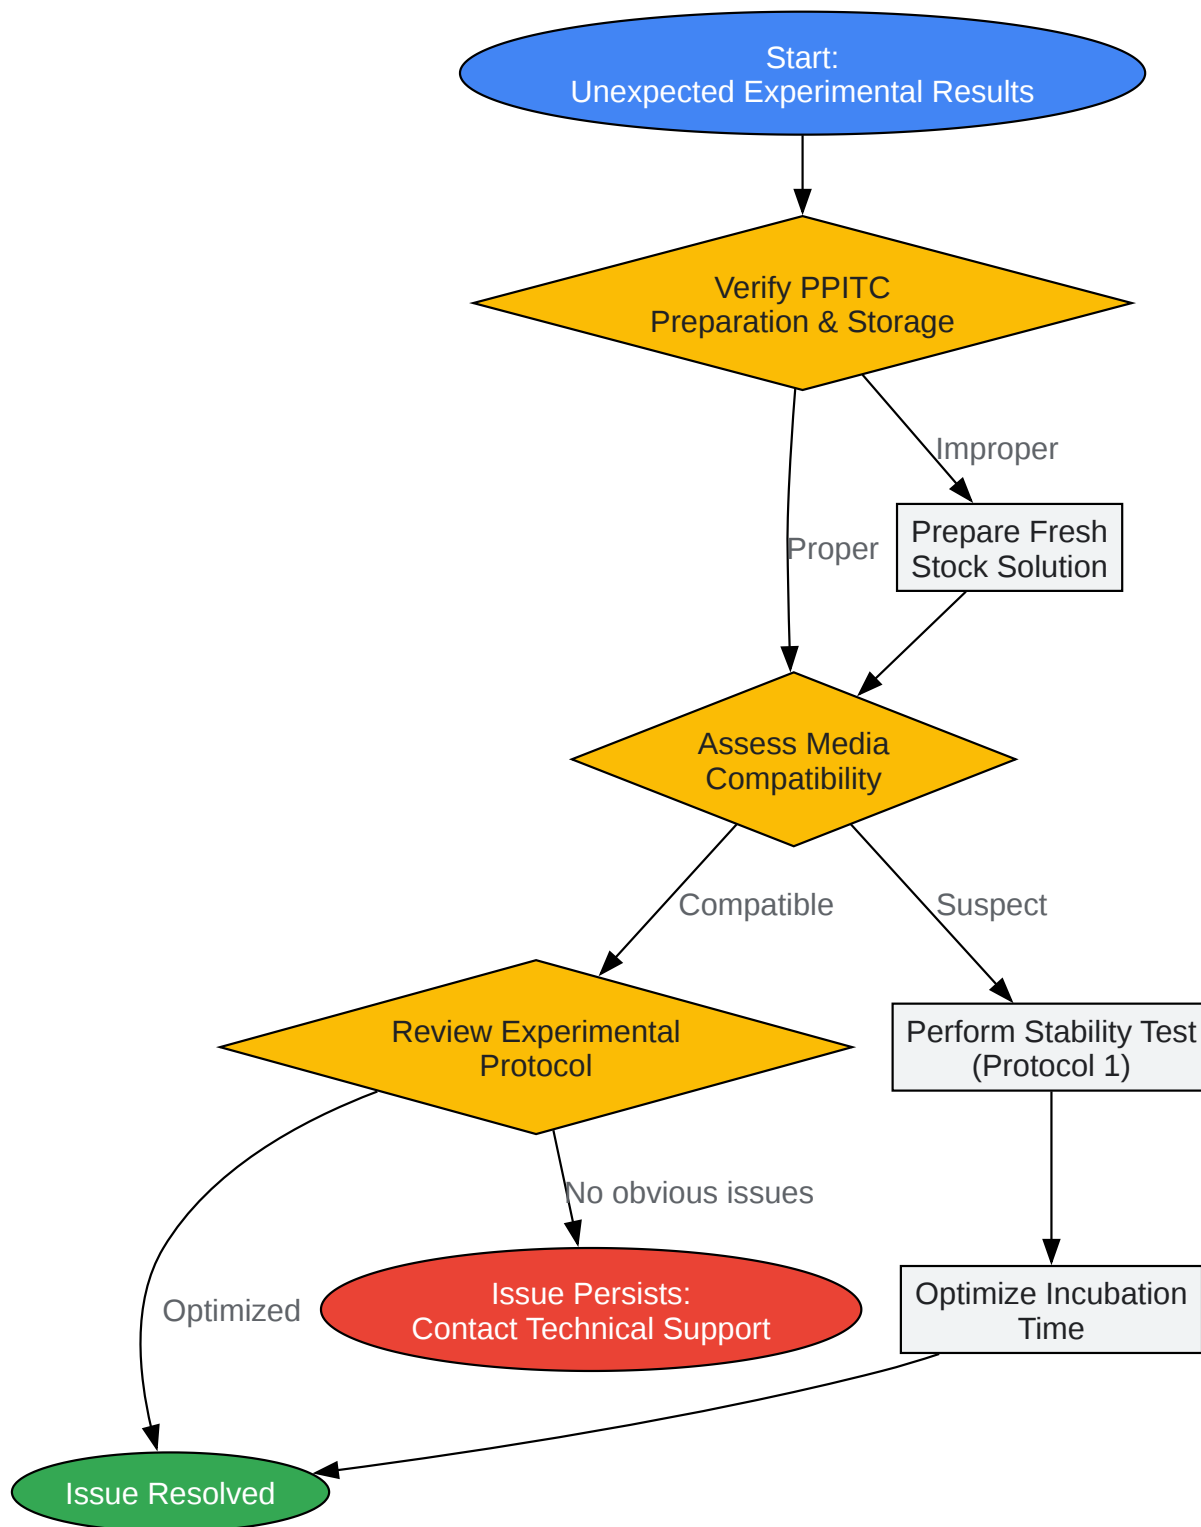 Start:
Unexpected Experimental Results
Verify PPITC
Preparation & Storage
Improper
Proper
Prepare Fresh
Stock Solution
Assess Media
Compatibility
Compatible
Suspect
Review Experimental
Protocol
Perform Stability Test
(Protocol 1)
No obvious issues
Optimized
Issue Persists:
Contact Technical Support
Optimize Incubation
Time
Issue Resolved